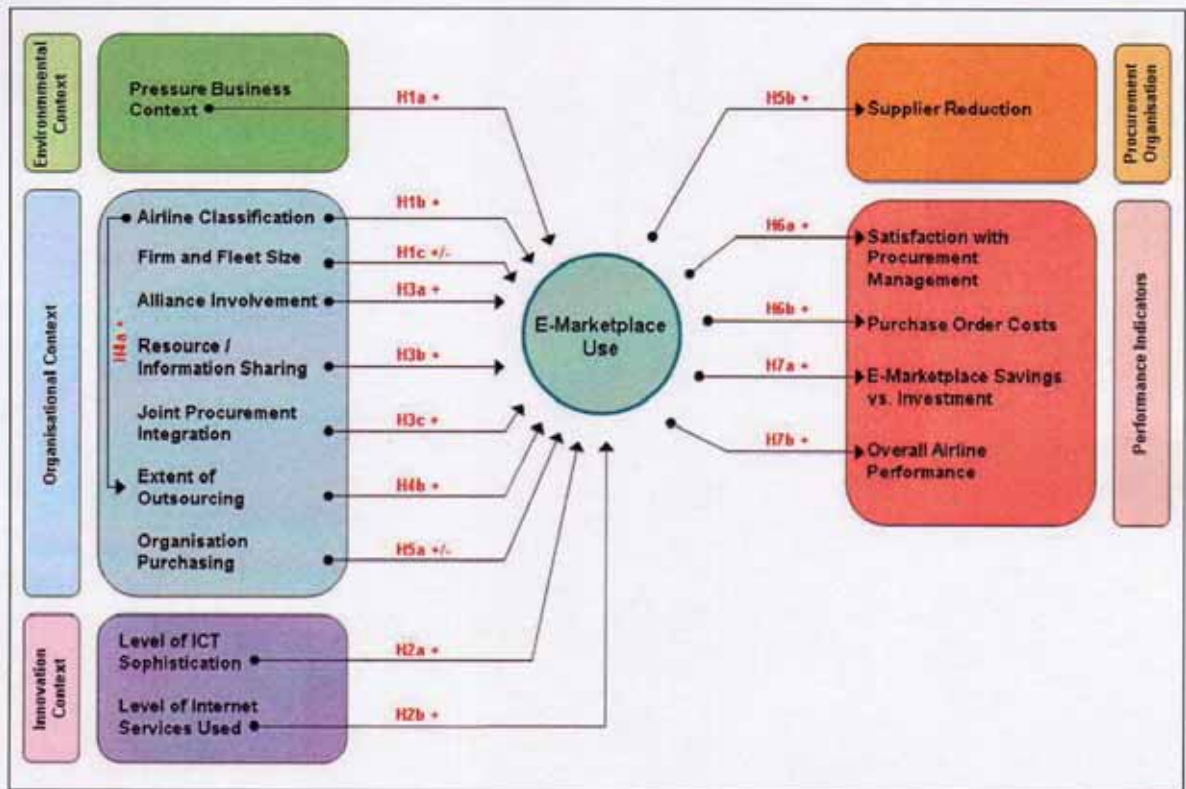 Environmental
Context
Pressure Business
Context
H1a +
Organisational Context
H4a +
Airline Classification
H1b +
Firm and Fleet Size
H1c +/-
Alliance Involvement
H3a +
Resource /
Information Sharing
H3b +
Joint Procurement
Integration
H3c +
Extent of
Outsourcing
H4b +
Organisation
Purchasing
H5a +/-
Innovation
Context
Level of ICT
Sophistication
H2a +
Level of Internet
Services Used
H2b +
E-Marketplace
Use
H5b +
Supplier Reduction
Procurement
Organisation
H6a +
Satisfaction with
Procurement
Management
H6b +
Purchase Order Costs
H7a +
E-Marketplace Savings
vs. Investment
H7b +
Overall Airline
Performance
Performance Indicators